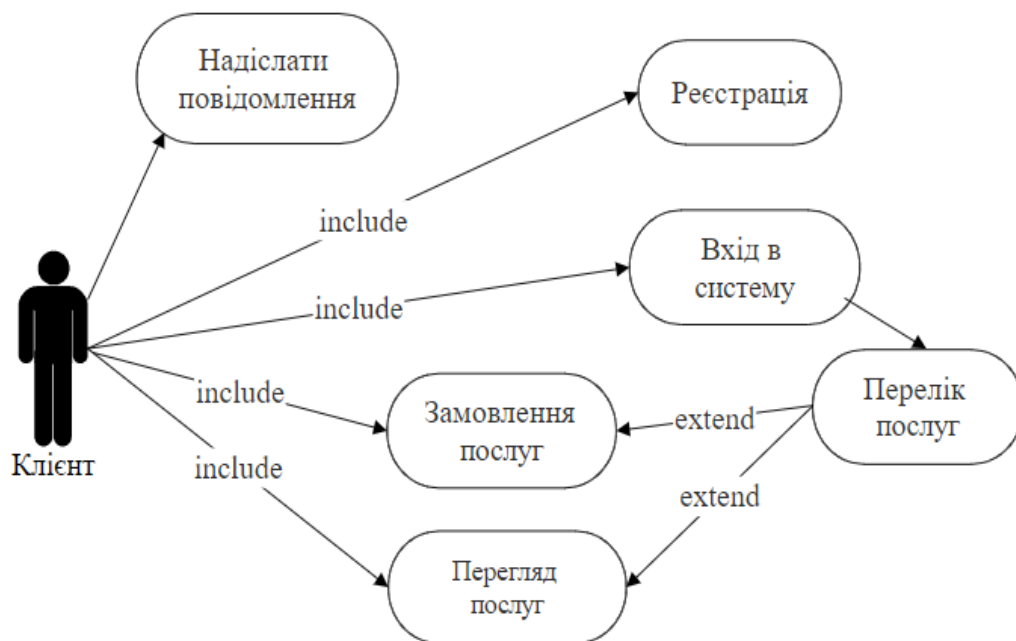 Надіслати
повідомлення
Реєстрація
include
Вхід в
систему
include
Перелік
послуг
Замовлення
послуг
include
extend
Клієнт
include
extend
Перегляд
послуг